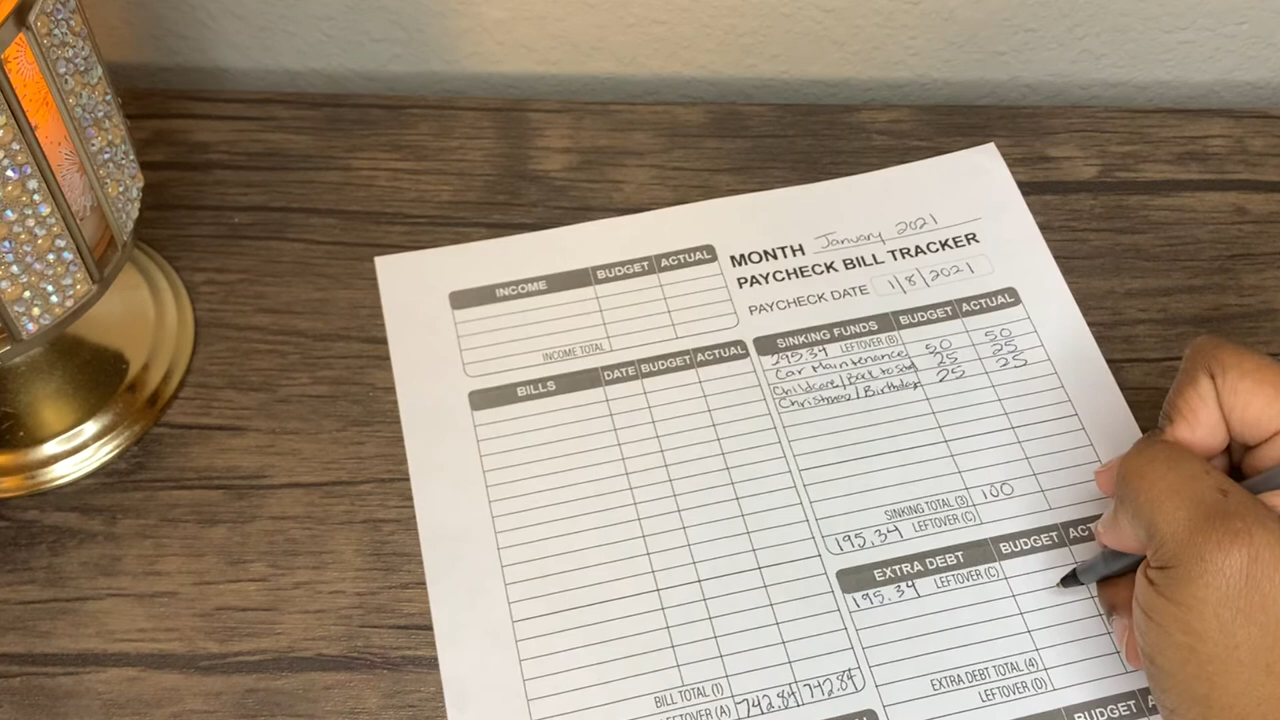 MONTH January 2021
PAYCHECK BILL TRACKER
PAYCHECK DATE 1/8/2021
INCOME BUDGET ACTUAL
INCOME TOTAL
BILLS DATE BUDGET ACTUAL
BILL TOTAL (1)
LEFTOVER (A) 742.84 742.84
SINKING FUNDS BUDGET ACTUAL
295.34 LEFTOVER (B)
Car Maintenance 50 50
Childcare/Back to 25 25
Christmas/Birthday 25 25
SINKING TOTAL (3) 100
195.34 LEFTOVER (C)
EXTRA DEBT BUDGET
195.34 LEFTOVER (C)
EXTRA DEBT TOTAL (4)
LEFTOVER (D)
BUDGET